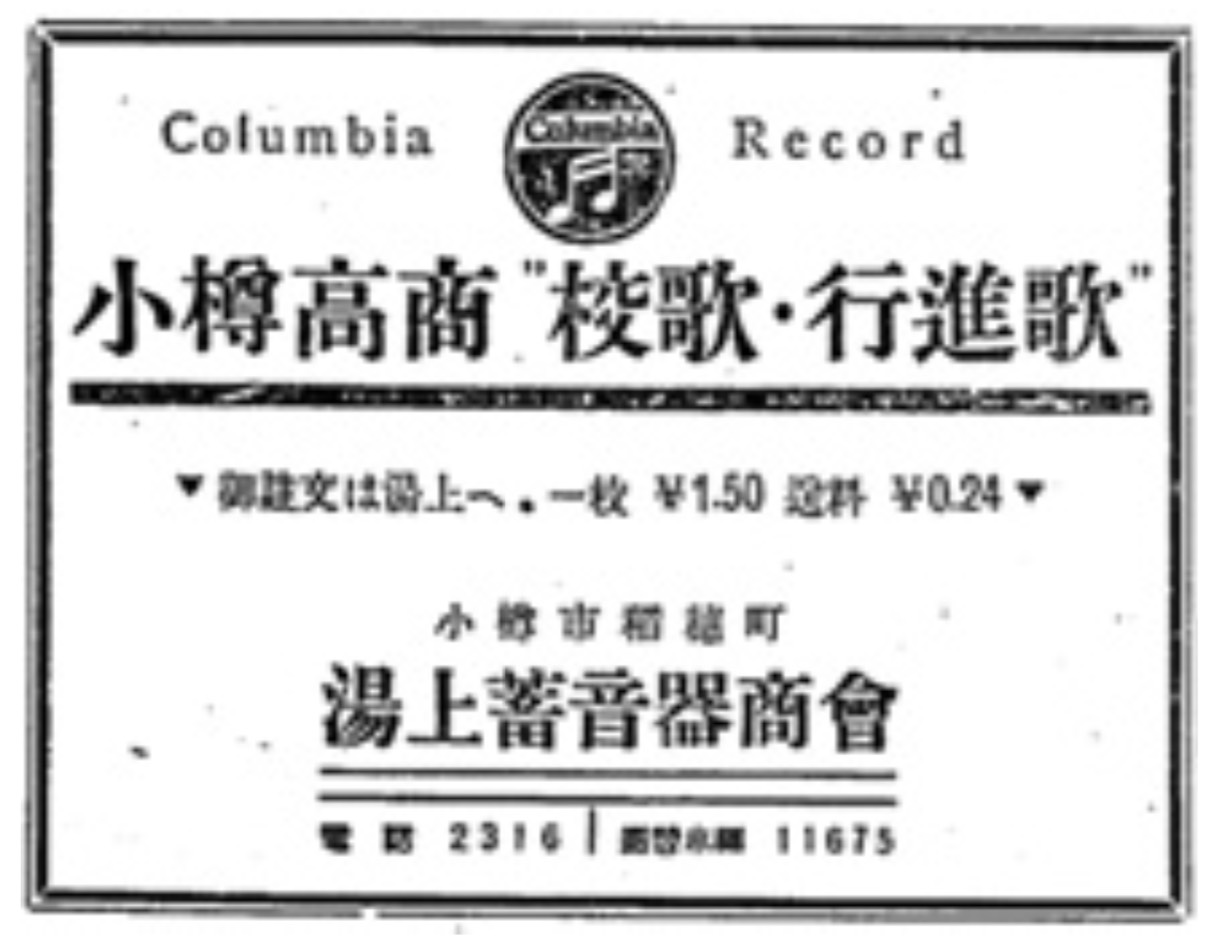 Columbia Columbia Record
小樽高商 "校歌・行進歌"
▼御註文は湯上へ。一枚 ¥1.50 送料 ¥0.24▼
小樽市稻穂町
湯上蓄音器商會
電話 2316 | 振替小樽 11675